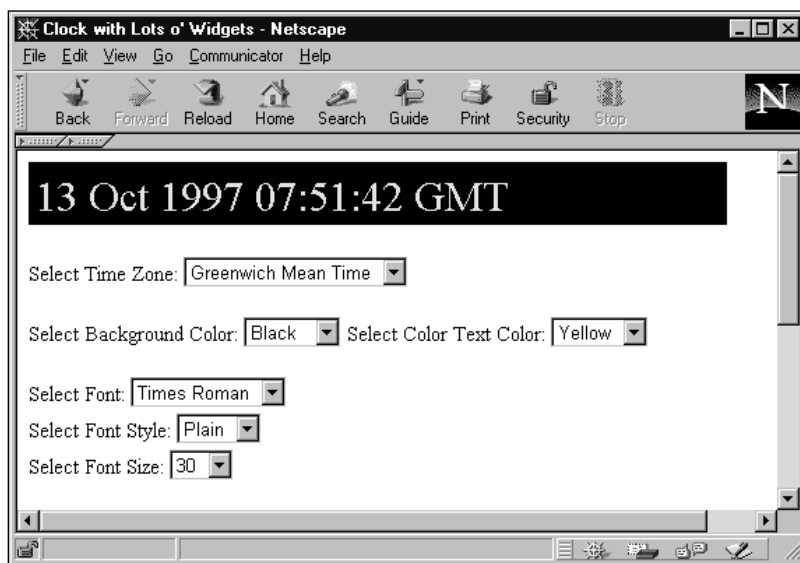 Clock with Lots o' Widgets - Netscape
File Edit View Go Communicator Help
Back Forward Reload Home Search Guide Print Security Stop
N
13 Oct 1997 07:51:42 GMT
Select Time Zone: Greenwich Mean Time
Select Background Color: Black Select Color Text Color: Yellow
Select Font: Times Roman
Select Font Style: Plain
Select Font Size: 30